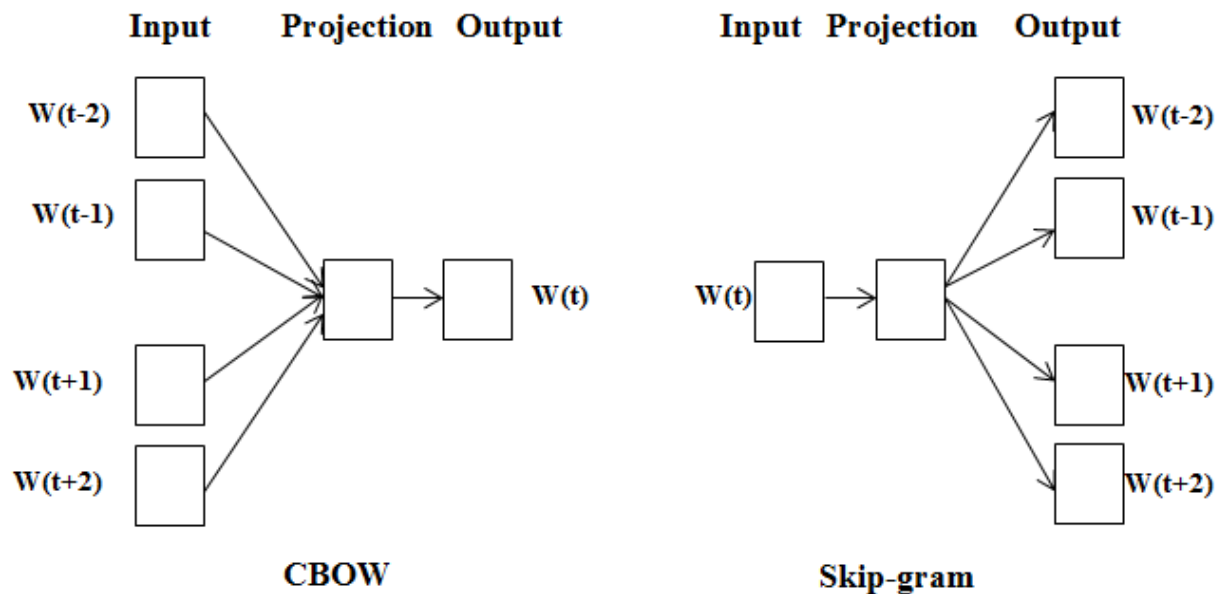 Input Projection Output
W(t-2)
W(t-1)
W(t)
W(t+1)
W(t+2)
CBOW
Input Projection Output
W(t-2)
W(t-1)
W(t)
W(t+1)
W(t+2)
Skip-gram